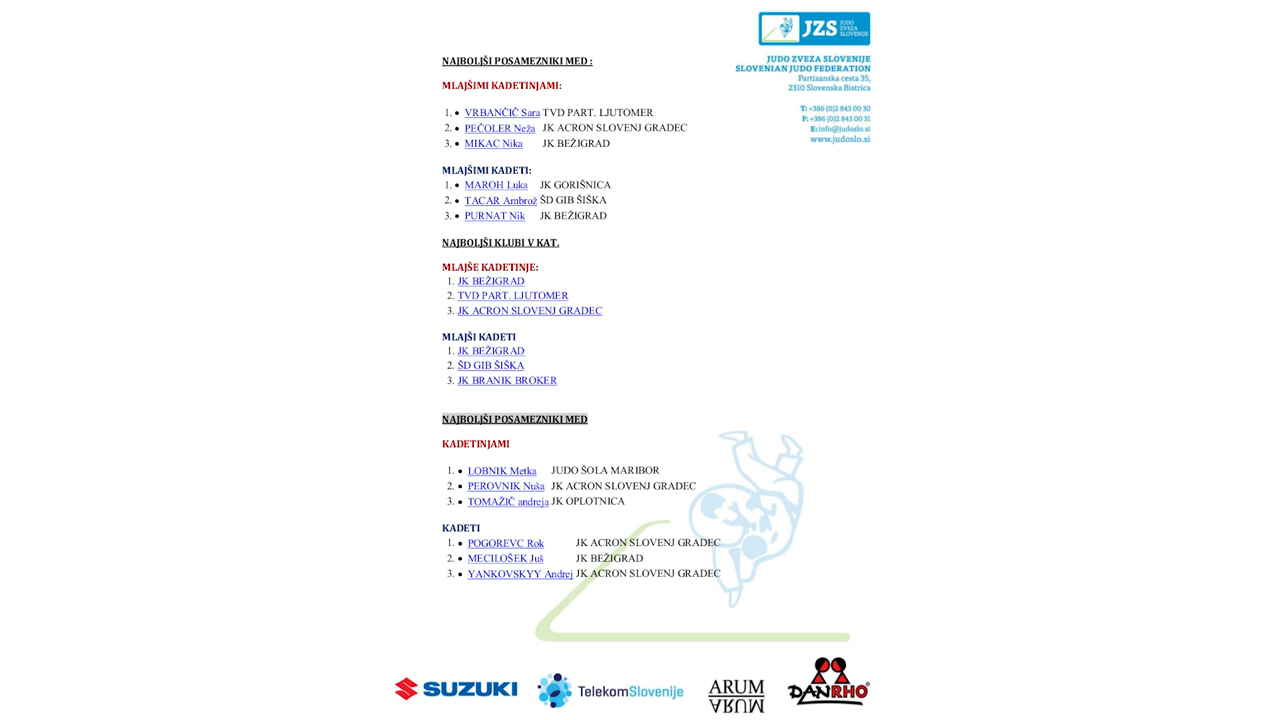 JZS JUDO ZVEZA SLOVENIJE
JUDO ZVEZA SLOVENIJE
SLOVENIAN JUDO FEDERATION
Partizanska cesta 35,
2310 Slovenska Bistrica
T: +386 (0)2 843 00 30
F: +386 (0)2 843 00 31
E: info@judoslo.si
www.judoslo.si
NAJBOLJŠI POSAMEZNIKI MED :
MLAJŠIMI KADETINJAMI:
1. • VRBANČIČ Sara TVD PART. LJUTOMER
2. • PEČOLER Neža JK ACRON SLOVENJ GRADEC
3. • MIKAC Nika JK BEŽIGRAD
MLAJŠIMI KADETI:
1. • MAROH Luka JK GORIŠNICA
2. • TACAR Ambrož ŠD GIB ŠIŠKA
3. • PURNAT Nik JK BEŽIGRAD
NAJBOLJŠI KLUBI V KAT.
MLAJŠE KADETINJE:
1. JK BEŽIGRAD
2. TVD PART. LJUTOMER
3. JK ACRON SLOVENJ GRADEC
MLAJŠI KADETI
1. JK BEŽIGRAD
2. ŠD GIB ŠIŠKA
3. JK BRANIK BROKER
NAJBOLJŠI POSAMEZNIKI MED
KADETINJAMI
1. • LOBNIK Metka JUDO ŠOLA MARIBOR
2. • PEROVNIK Nuša JK ACRON SLOVENJ GRADEC
3. • TOMAŽIČ andreja JK OPLOTNICA
KADETI
1. • POGOREVC Rok JK ACRON SLOVENJ GRADEC
2. • MECILOŠEK Juš JK BEŽIGRAD
3. • YANKOVSKYY Andrej JK ACRON SLOVENJ GRADEC
SUZUKI TelekomSlovenije ARUM DANRHO
ARUM